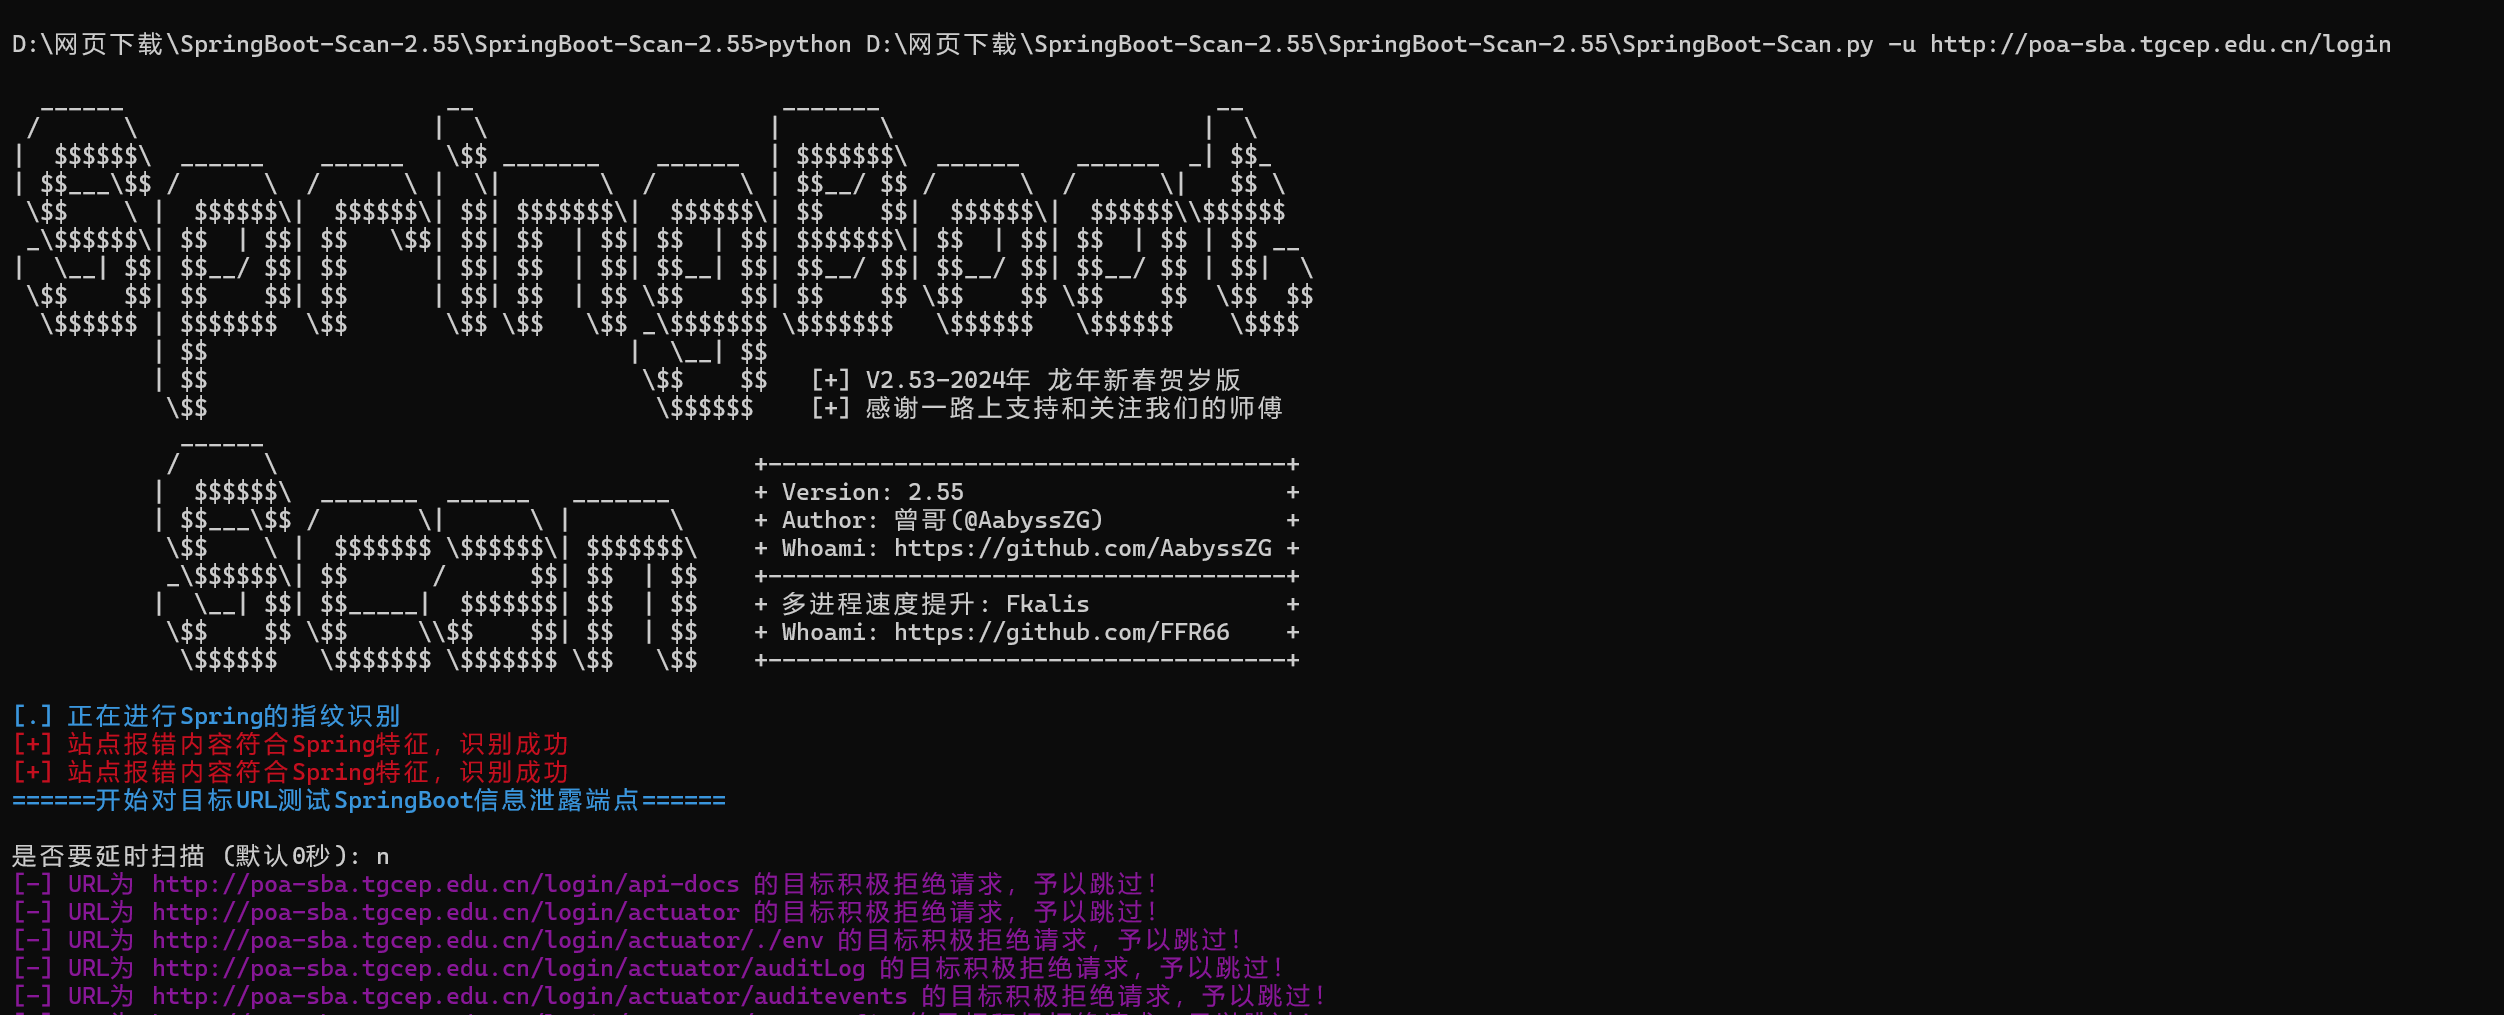 D:\网页下载\SpringBoot-Scan-2.55\SpringBoot-Scan-2.55>python D:\网页下载\SpringBoot-Scan-2.55\SpringBoot-Scan-2.55\SpringBoot-Scan.py -u http://poa-sba.tgcep.edu.cn/login
[+] V2.53-2024年 龙年新春贺岁版
[+] 感谢一路上支持和关注我们的师傅
+-------------------------------------+
+ Version: 2.55 +
+ Author: 曾哥(@AabyssZG) +
+ Whoami: https://github.com/AabyssZG +
+-------------------------------------+
+ 多进程速度提升: Fkalis +
+ Whoami: https://github.com/FFR66 +
+-------------------------------------+
[.] 正在进行Spring的指纹识别
[+] 站点报错内容符合Spring特征，识别成功
[+] 站点报错内容符合Spring特征，识别成功
======开始对目标URL测试SpringBoot信息泄露端点======
是否要延时扫描 (默认0秒): n
[-] URL为 http://poa-sba.tgcep.edu.cn/login/api-docs 的目标积极拒绝请求，予以跳过！
[-] URL为 http://poa-sba.tgcep.edu.cn/login/actuator 的目标积极拒绝请求，予以跳过！
[-] URL为 http://poa-sba.tgcep.edu.cn/login/actuator/./env 的目标积极拒绝请求，予以跳过！
[-] URL为 http://poa-sba.tgcep.edu.cn/login/actuator/auditLog 的目标积极拒绝请求，予以跳过！
[-] URL为 http://poa-sba.tgcep.edu.cn/login/actuator/auditevents 的目标积极拒绝请求，予以跳过！